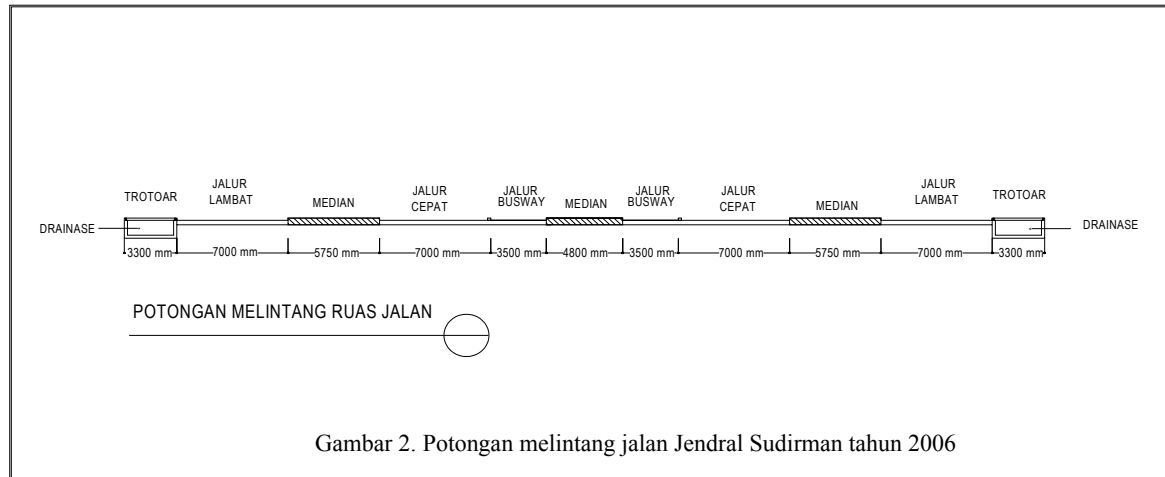 TROTOAR
JALUR
LAMBAT
MEDIAN
JALUR
CEPAT
JALUR
BUSWAY
MEDIAN
JALUR
BUSWAY
JALUR
CEPAT
MEDIAN
JALUR
LAMBAT
TROTOAR
DRAINASE
DRAINASE
3300 mm
7000 mm
5750 mm
7000 mm
3500 mm
4800 mm
3500 mm
7000 mm
5750 mm
7000 mm
3300 mm
POTONGAN MELINTANG RUAS JALAN
Gambar 2. Potongan melintang jalan Jendral Sudirman tahun 2006